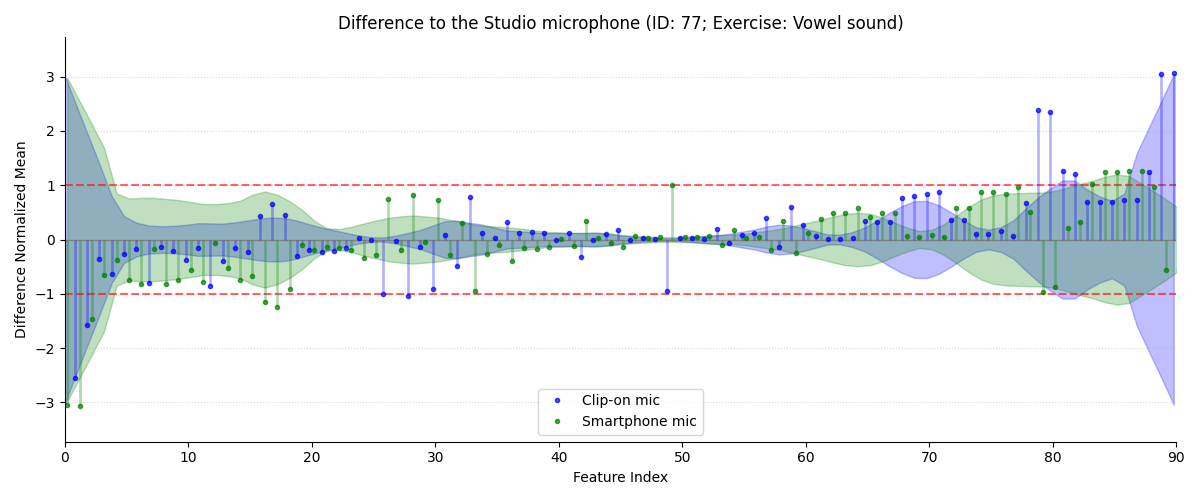 Difference to the Studio microphone (ID: 77; Exercise: Vowel sound)
Difference Normalized Mean
3
2
1
0
−1
−2
−3
Clip-on mic
Smartphone mic
0 10 20 30 40 50 60 70 80 90
Feature Index